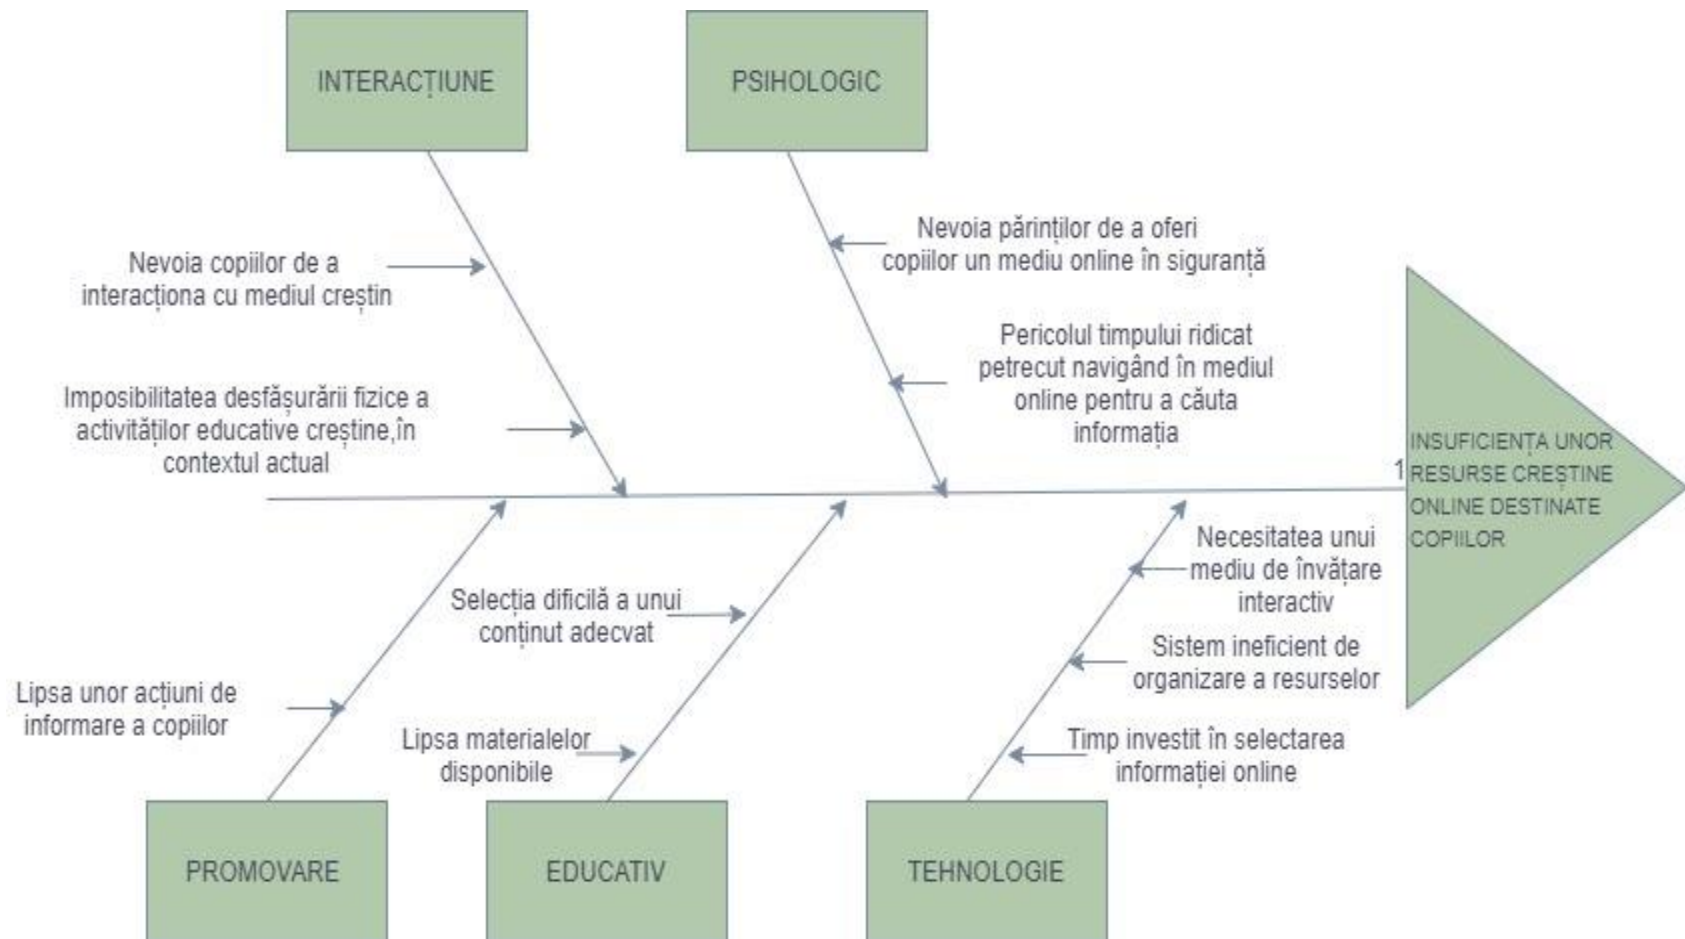 INTERACȚIUNE
PSIHOLOGIC
Nevoia copiilor de a
interacționa cu mediul creștin
Imposibilitatea desfășurării fizice a
activităților educative creștine,în
contextul actual
Nevoia părinților de a oferi
copiilor un mediu online în siguranță
Pericolul timpului ridicat
petrecut navigând în mediul
online pentru a căuta
informația
1
INSUFICIENȚA UNOR
RESURSE CREȘTINE
ONLINE DESTINATE
COPIILOR
Lipsa unor acțiuni de
informare a copiilor
Selecția dificilă a unui
conținut adecvat
Lipsa materialelor
disponibile
Necesitatea unui
mediu de învățare
interactiv
Sistem ineficient de
organizare a resurselor
Timp investit în selectarea
informației online
PROMOVARE
EDUCATIV
TEHNOLOGIE